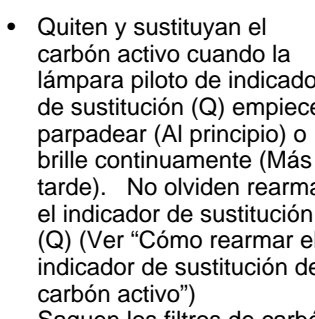 • Quiten y sustituyan el
carbón activo cuando la
lámpara piloto de indicado
de sustitución (Q) empiece
parpadear (Al principio) o
brille continuamente (Más
tarde). No olviden rearma
el indicador de sustitución
(Q) (Ver “Cómo rearmar el
indicador de sustitución de
carbón activo”)
Saquen los filtros de carbó